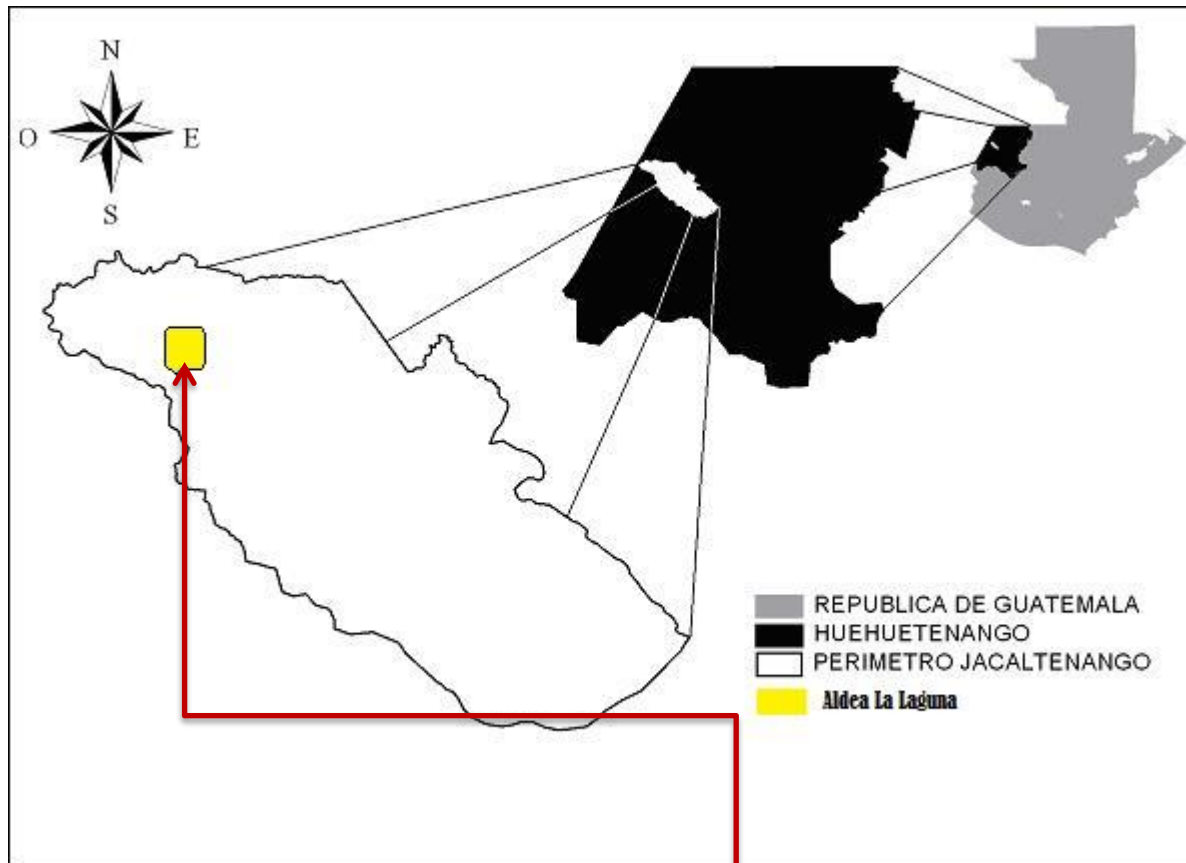 N
O
E
S
REPUBLICA DE GUATEMALA
HUEHUETENANGO
PERIMETRO JACALTENANGO
Aldea La Laguna